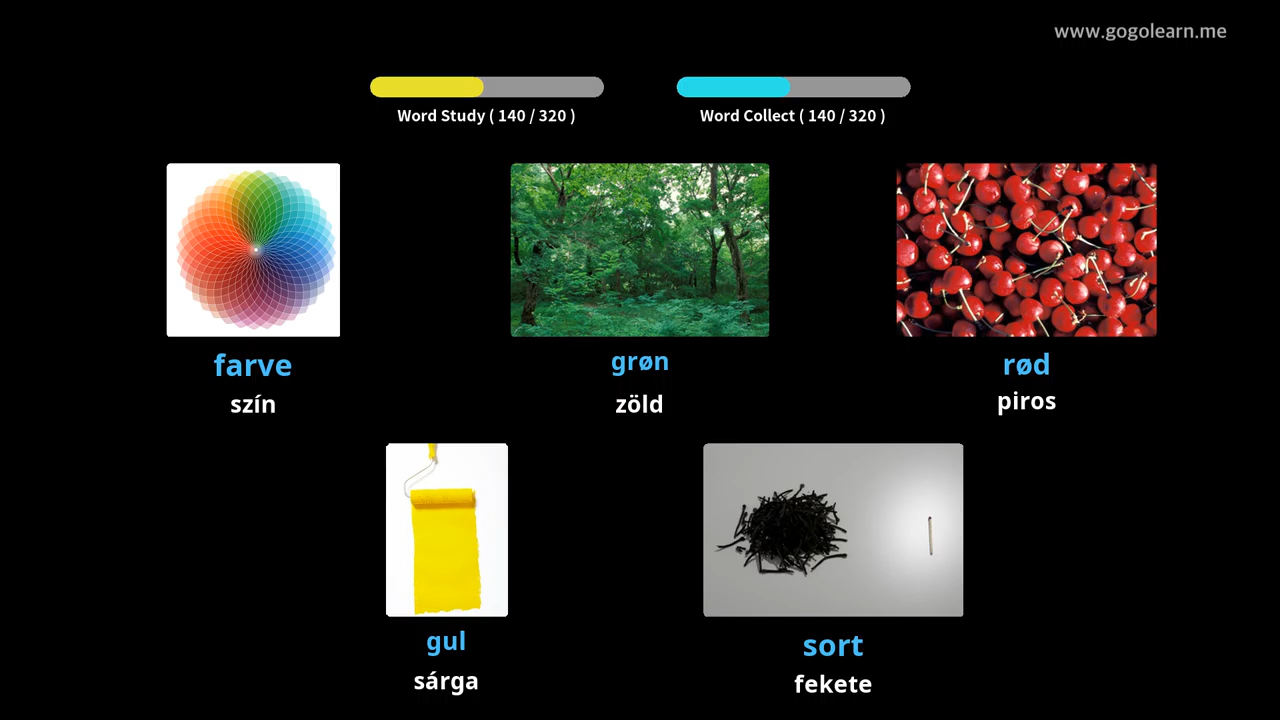 www.gogolearn.me
Word Study ( 140 / 320 )
Word Collect ( 140 / 320 )
farve
grøn
rød
szín
zöld
piros
gul
sort
sárga
fekete